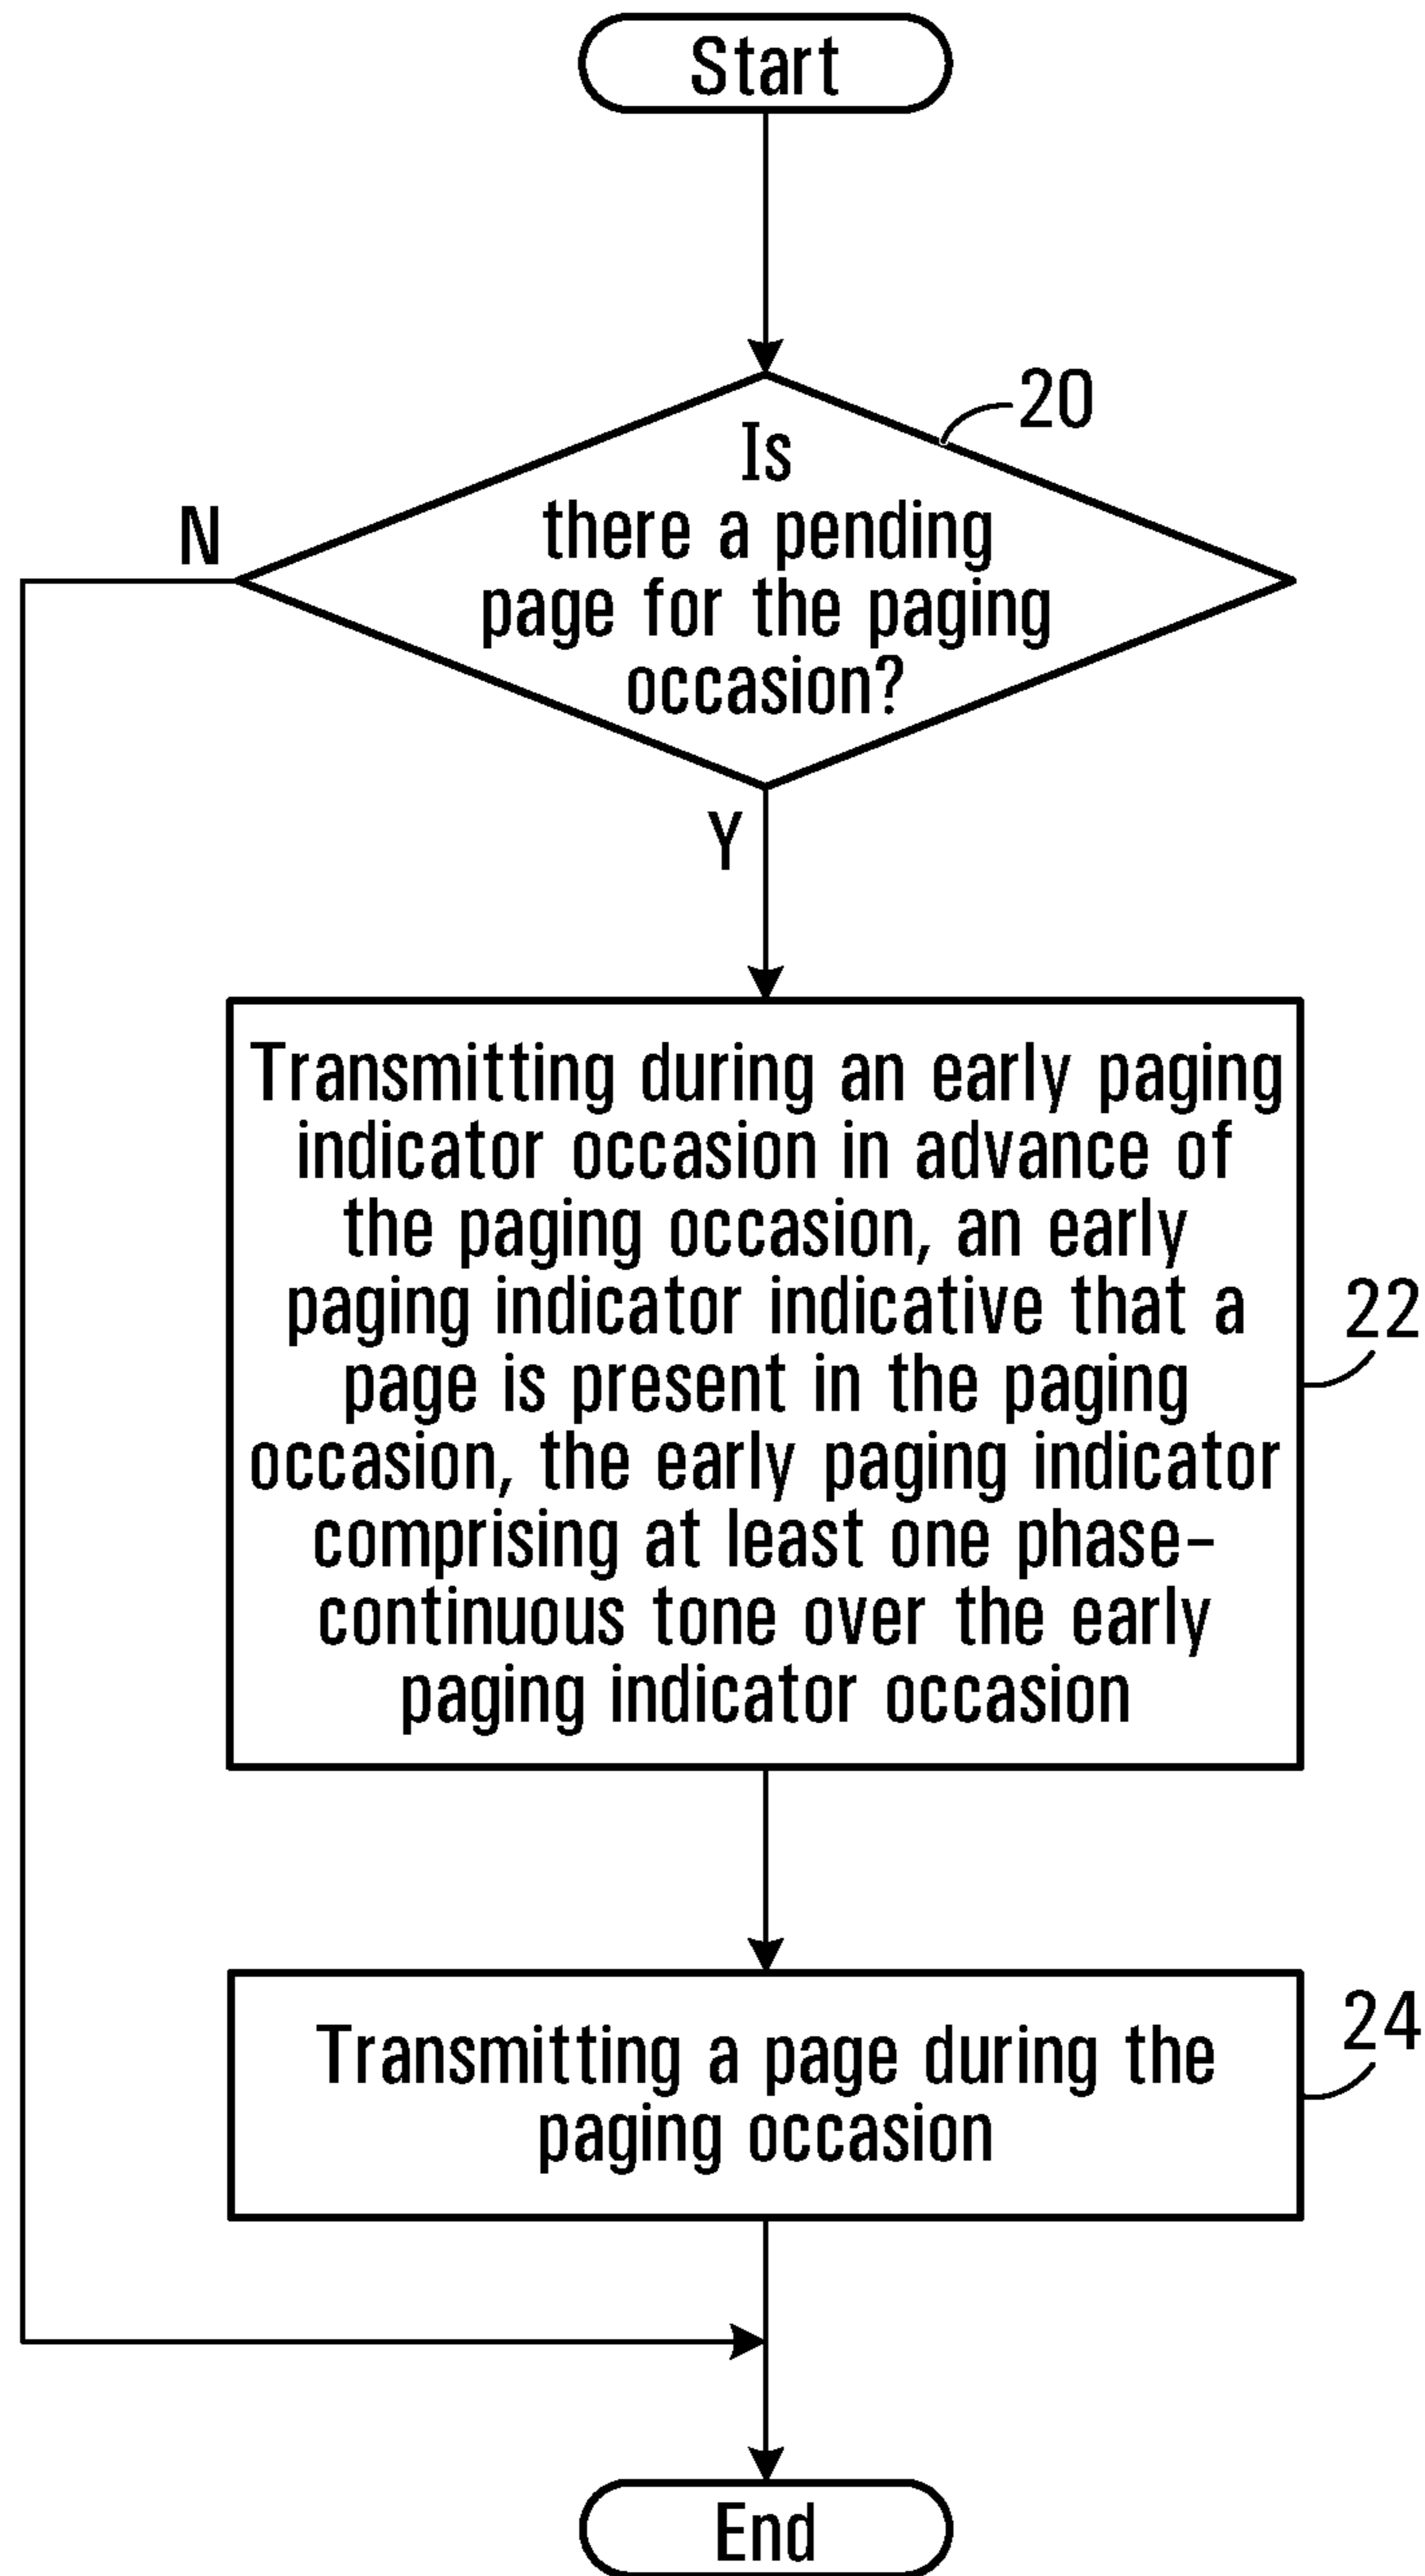 Start
20
Is
there a pending
page for the paging
occasion?
N
Y
Transmitting during an early paging
indicator occasion in advance of
the paging occasion, an early
paging indicator indicative that a
page is present in the paging
occasion, the early paging indicator
comprising at least one phase-
continuous tone over the early
paging indicator occasion
22
Transmitting a page during the
paging occasion
24
End